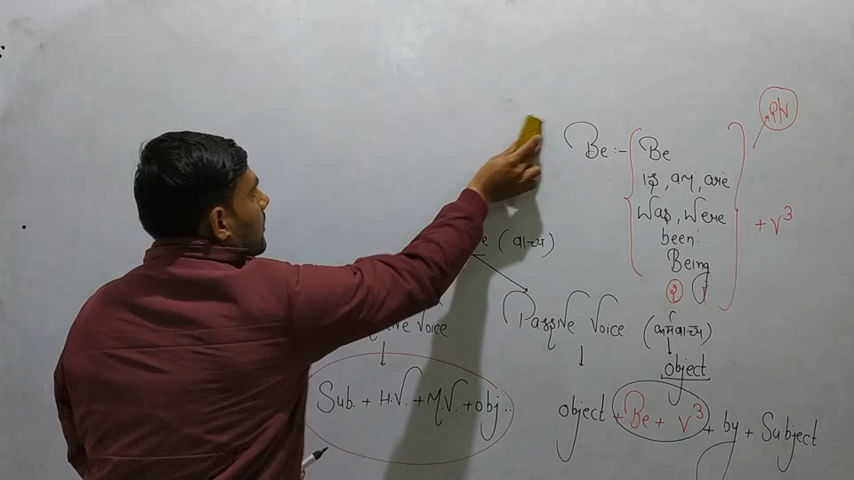 Be :- Be
is, am, are
Was, Were
been
Being
PV
+ V³
(वाच्य)
Voice
Passive Voice (कर्मवाच्य)
object
Sub. + H.V. + M.V. + obj..
object + Be + V³ + by + Subject